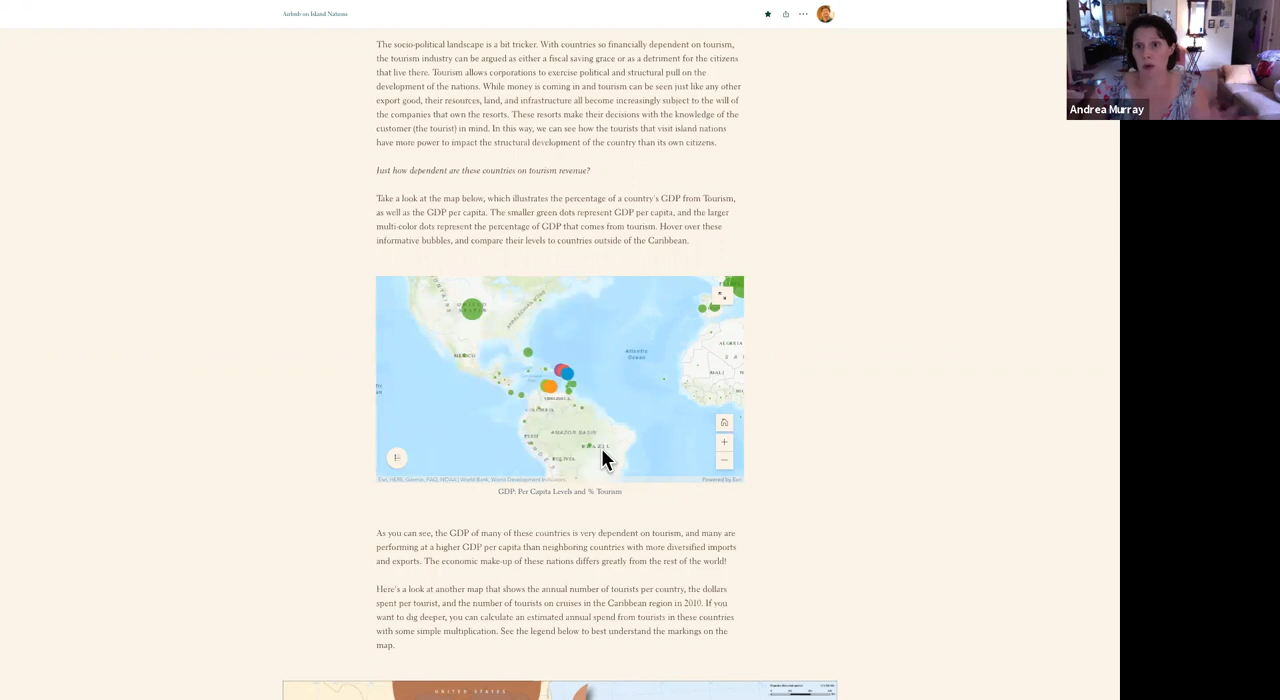 Airbnb on Island Nations
Andrea Murray
The socio-political landscape is a bit tricker. With countries so financially dependent on tourism,
the tourism industry can be argued as either a fiscal saving grace or as a detriment for the citizens
that live there. Tourism allows corporations to exercise political and structural pull on the
development of the nations. While money is coming in and tourism can be seen just like any other
export good, their resources, land, and infrastructure all become increasingly subject to the will of
the companies that own the resorts. These resorts make their decisions with the knowledge of the
customer (the tourist) in mind. In this way, we can see how the tourists that visit island nations
have more power to impact the structural development of the country than its own citizens.
Just how dependent are these countries on tourism revenue?
Take a look at the map below, which illustrates the percentage of a country's GDP from Tourism,
as well as the GDP per capita. The smaller green dots represent GDP per capita, and the larger
multi-color dots represent the percentage of GDP that comes from tourism. Hover over these
informative bubbles, and compare their levels to countries outside of the Caribbean.
MEXICO
Atlantic
Ocean
ALGERIA
MALI
COLOMBIA
AMAZON BASIN
PERU
BRAZIL
BOLIVIA
Esri, HERE, Garmin, FAO, NOAA | World Bank, World Development Indicators
Powered by Esri
GDP: Per Capita Levels and % Tourism
As you can see, the GDP of many of these countries is very dependent on tourism, and many are
performing at a higher GDP per capita than neighboring countries with more diversified imports
and exports. The economic make-up of these nations differs greatly from the rest of the world!
Here's a look at another map that shows the annual number of tourists per country, the dollars
spent per tourist, and the number of tourists on cruises in the Caribbean region in 2010. If you
want to dig deeper, you can calculate an estimated annual spend from tourists in these countries
with some simple multiplication. See the legend below to best understand the markings on the
map.
UNITED STATES